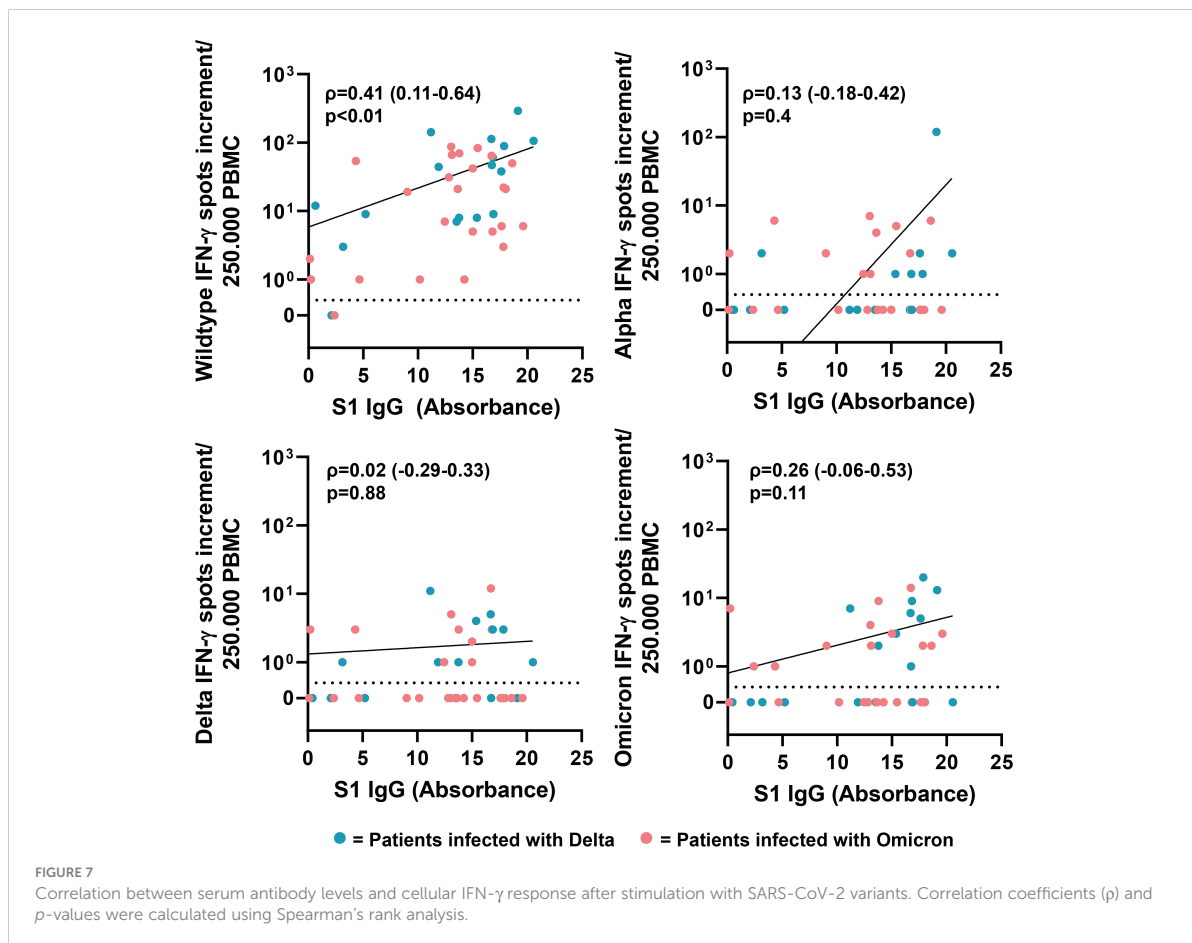 Wildtype IFN-γ spots increment/
250.000 PBMC
10³
10²
10¹
10⁰
0
ρ=0.41 (0.11-0.64)
p<0.01
0 5 10 15 20 25
S1 IgG (Absorbance)
Alpha IFN-γ spots increment/
250.000 PBMC
10³
10²
10¹
10⁰
0
ρ=0.13 (-0.18-0.42)
p=0.4
0 5 10 15 20 25
S1 IgG (Absorbance)
Delta IFN-γ spots increment/
250.000 PBMC
10³
10²
10¹
10⁰
0
ρ=0.02 (-0.29-0.33)
p=0.88
0 5 10 15 20 25
S1 IgG (Absorbance)
Omicron IFN-γ spots increment/
250.000 PBMC
10³
10²
10¹
10⁰
0
ρ=0.26 (-0.06-0.53)
p=0.11
0 5 10 15 20 25
S1 IgG (Absorbance)
= Patients infected with Delta = Patients infected with Omicron
FIGURE 7
Correlation between serum antibody levels and cellular IFN-γ response after stimulation with SARS-CoV-2 variants. Correlation coefficients (ρ) and
p-values were calculated using Spearman’s rank analysis.